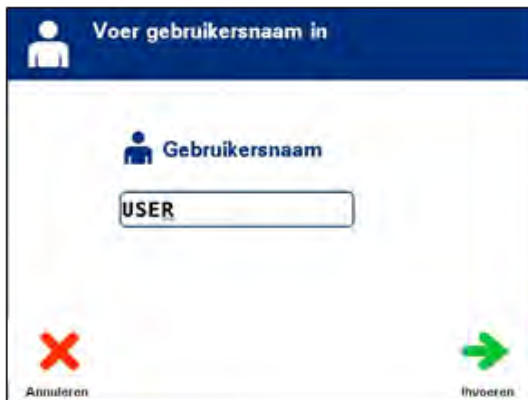 Voer gebruikersnaam in
Gebruikersnaam
USER
Annuleren
Invoeren